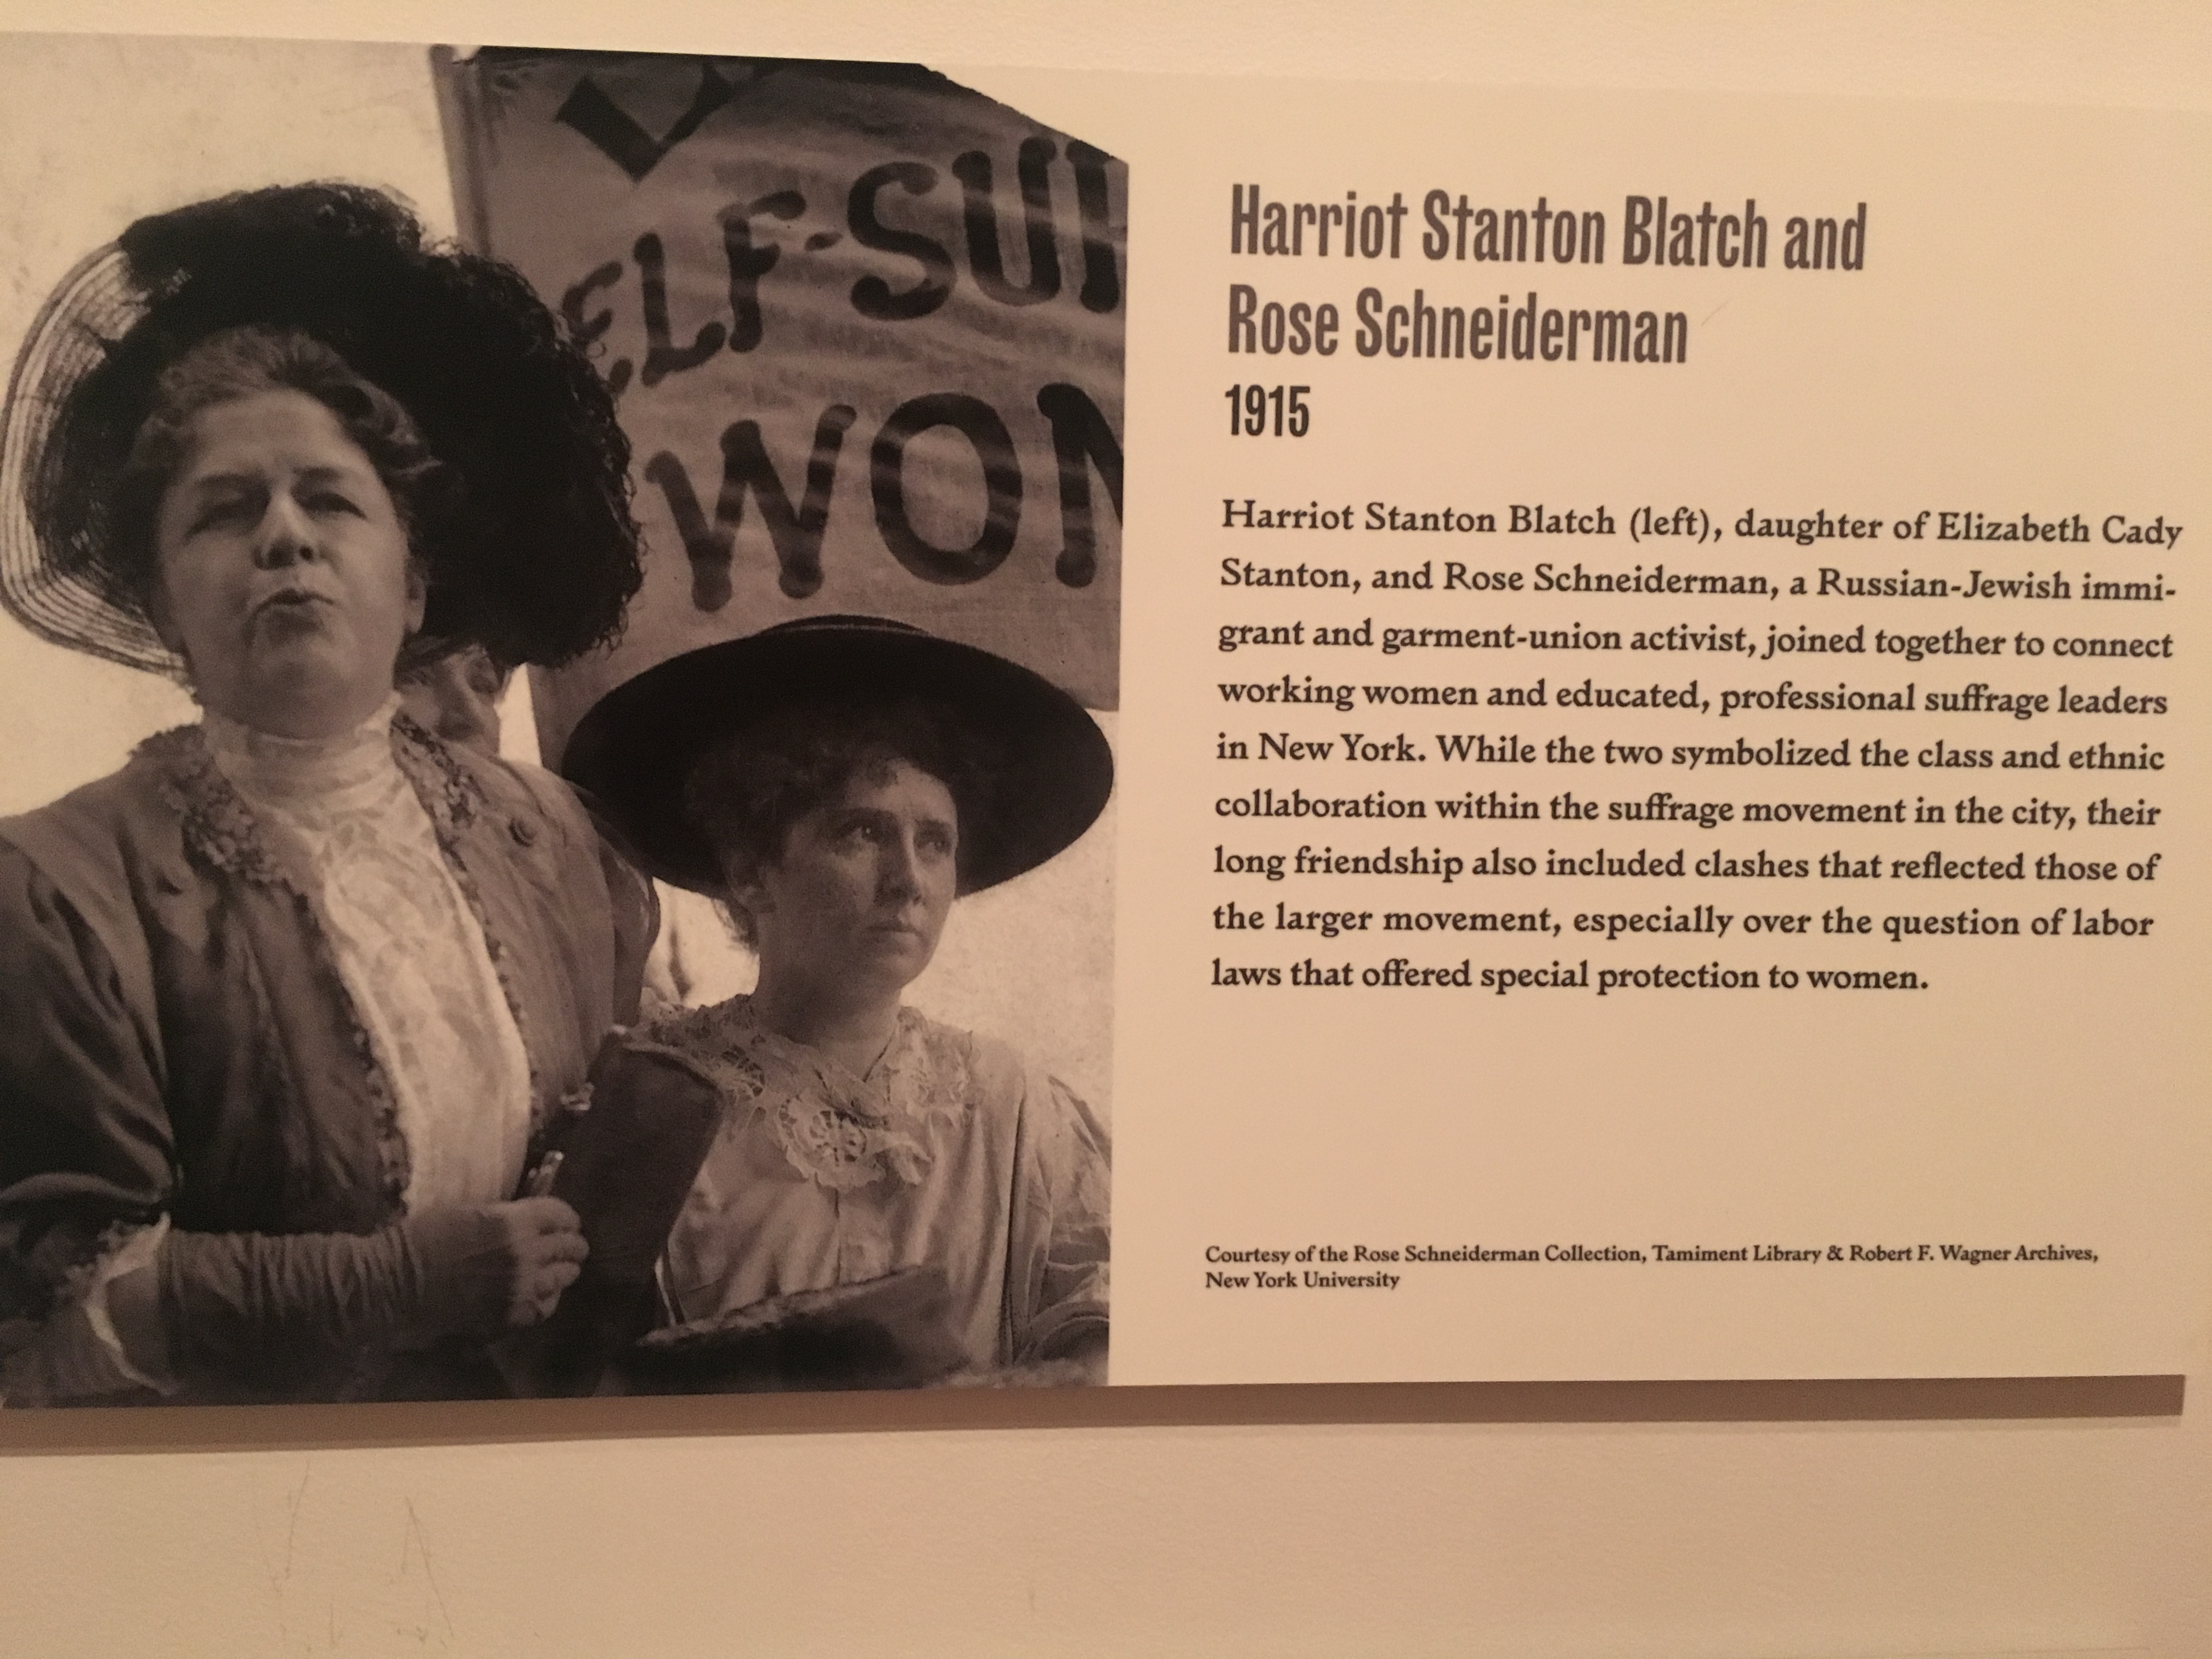 ELF-SUP
WOM
Harriot Stanton Blatch and
Rose Schneiderman
1915
Harriot Stanton Blatch (left), daughter of Elizabeth Cady
Stanton, and Rose Schneiderman, a Russian-Jewish immi-
grant and garment-union activist, joined together to connect
working women and educated, professional suffrage leaders
in New York. While the two symbolized the class and ethnic
collaboration within the suffrage movement in the city, their
long friendship also included clashes that reflected those of
the larger movement, especially over the question of labor
laws that offered special protection to women.
Courtesy of the Rose Schneiderman Collection, Tamiment Library & Robert F. Wagner Archives,
New York University